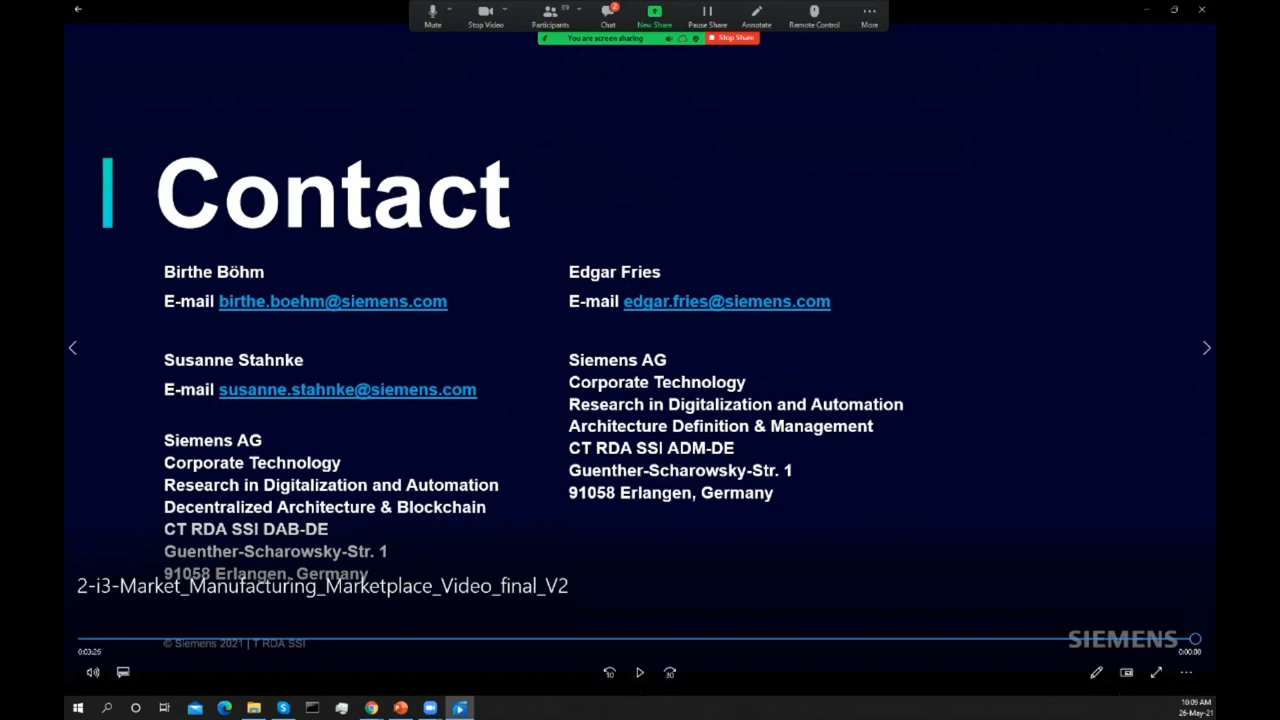 Mute
Stop Video
Participants
39
Chat
2
New Share
Pause Share
Annotate
Remote Control
More
You are screen sharing
Stop Share
Contact
Birthe Böhm
E-mail birthe.boehm@siemens.com
Susanne Stahnke
E-mail susanne.stahnke@siemens.com
Siemens AG
Corporate Technology
Research in Digitalization and Automation
Decentralized Architecture & Blockchain
CT RDA SSI DAB-DE
Guenther-Scharowsky-Str. 1
91058 Erlangen, Germany
Edgar Fries
E-mail edgar.fries@siemens.com
Siemens AG
Corporate Technology
Research in Digitalization and Automation
Architecture Definition & Management
CT RDA SSI ADM-DE
Guenther-Scharowsky-Str. 1
91058 Erlangen, Germany
2-i3-Market_Manufacturing_Marketplace_Video_final_V2
© Siemens 2021 | T RDA SSI
SIEMENS
0:03:26
0:00:00
10
30
10:09 AM
26-May-21